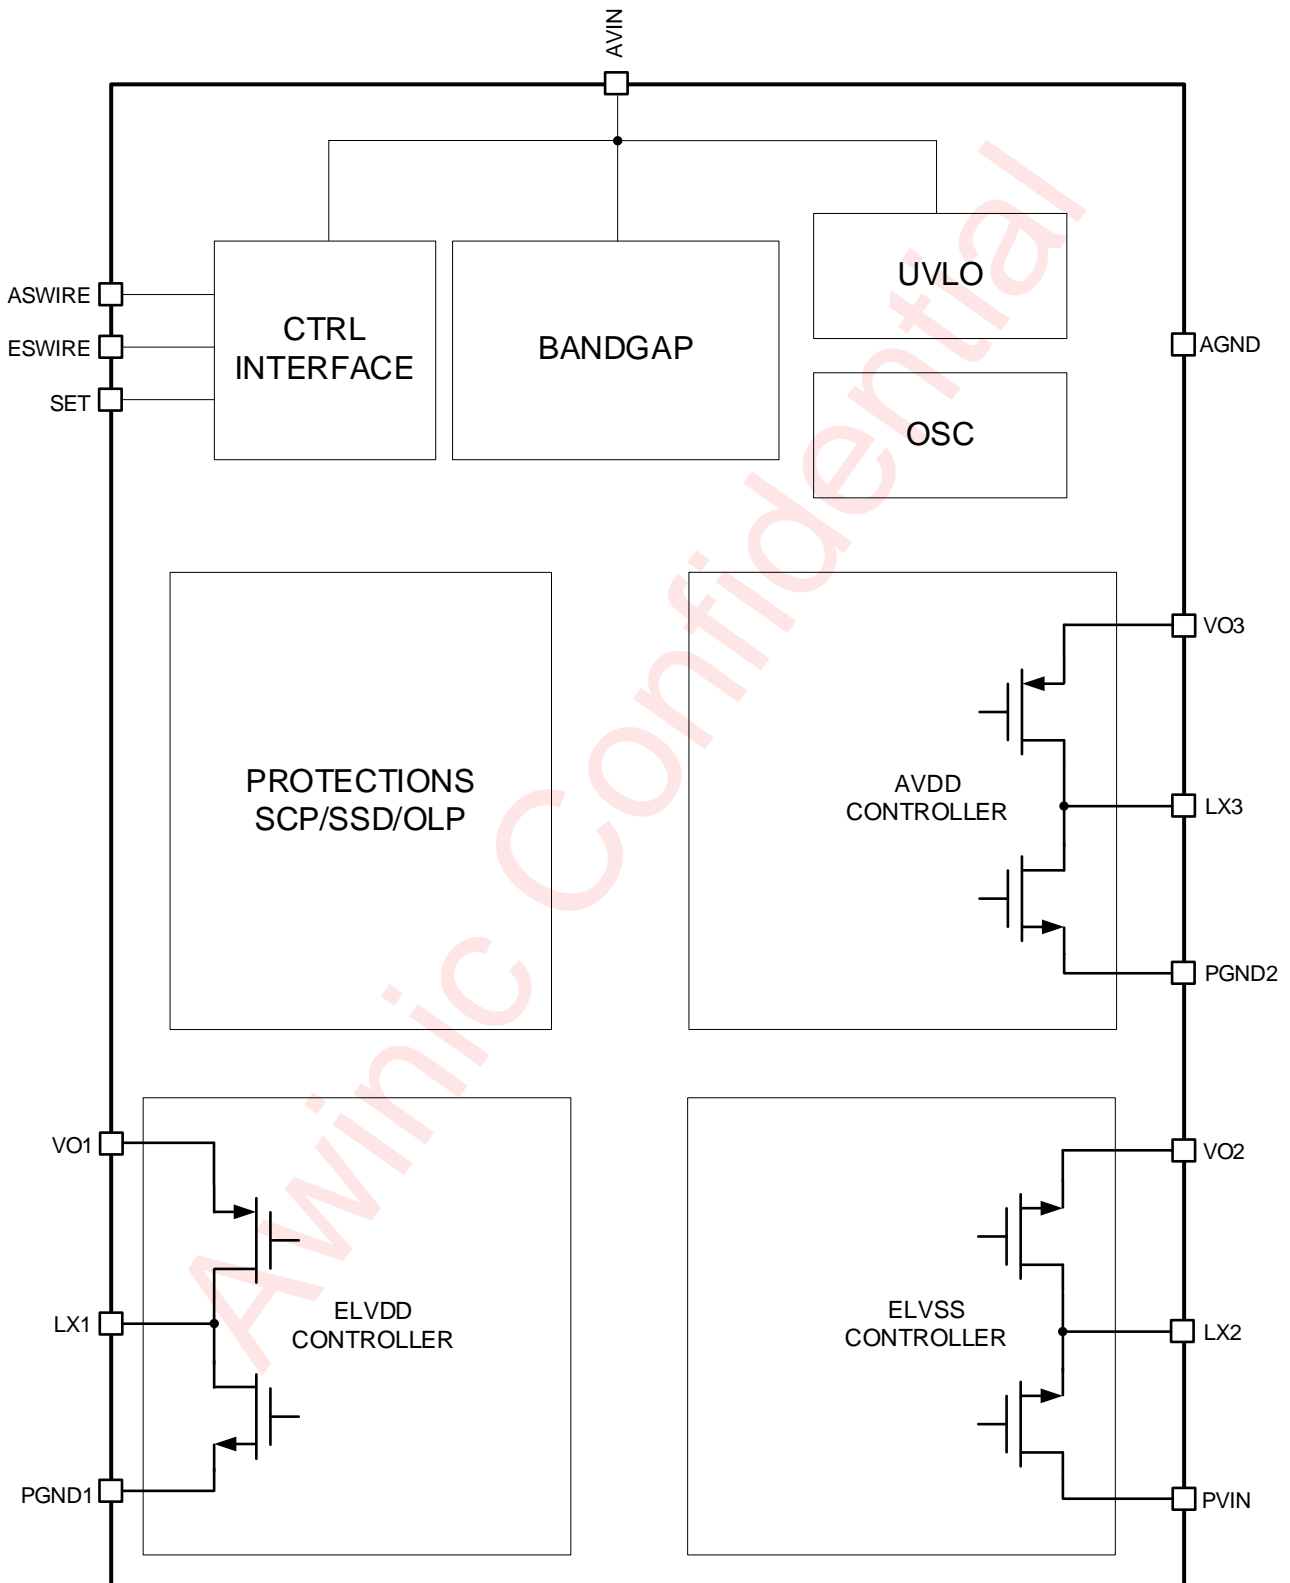 AVIN
UVLO
ASWIRE
CTRL
INTERFACE
BANDGAP
ESWIRE
AGND
SET
OSC
VO3
PROTECTIONS
SCP/SSD/OLP
AVDD
CONTROLLER
LX3
PGND2
VO1
VO2
ELVDD
CONTROLLER
LX1
ELVSS
CONTROLLER
LX2
PGND1
PVIN
Awinic Confidential